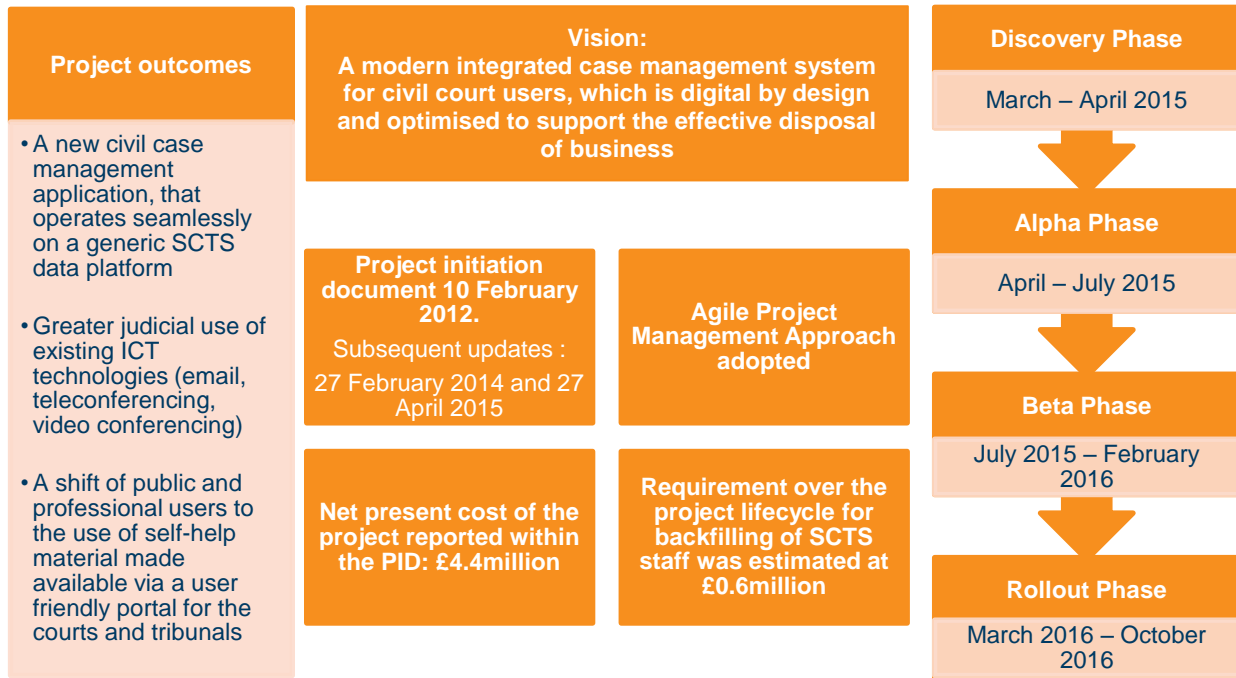 Project outcomes
• A new civil case
management
application, that
operates seamlessly
on a generic SCTS
data platform
• Greater judicial use of
existing ICT
technologies (email,
teleconferencing,
video conferencing)
• A shift of public and
professional users to
the use of self-help
material made
available via a user
friendly portal for the
courts and tribunals
Vision:
A modern integrated case management system
for civil court users, which is digital by design
and optimised to support the effective disposal
of business
Project initiation
document 10 February
2012.
Subsequent updates :
27 February 2014 and 27
April 2015
Agile Project
Management Approach
adopted
Net present cost of the
project reported within
the PID: £4.4million
Requirement over the
project lifecycle for
backfilling of SCTS
staff was estimated at
£0.6million
Discovery Phase
March – April 2015
Alpha Phase
April – July 2015
Beta Phase
July 2015 – February
2016
Rollout Phase
March 2016 – October
2016